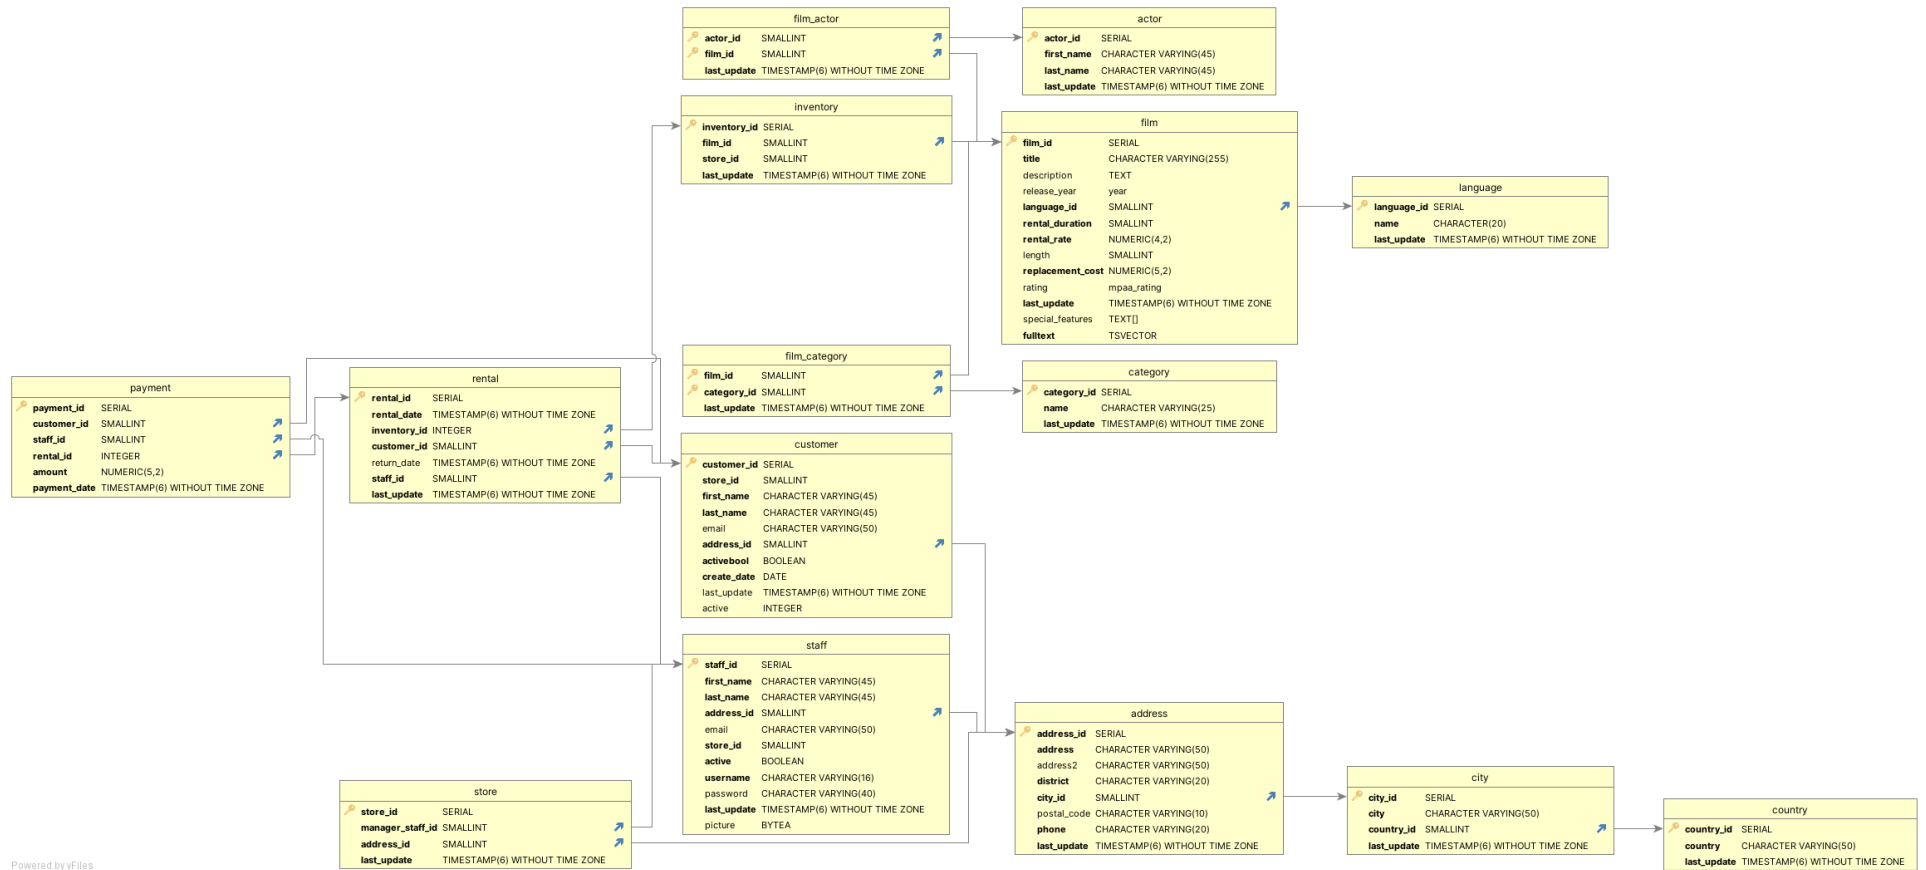 film_actor
actor_id SMALLINT
film_id SMALLINT
last_update TIMESTAMP(6) WITHOUT TIME ZONE
actor
actor_id SERIAL
first_name CHARACTER VARYING(45)
last_name CHARACTER VARYING(45)
last_update TIMESTAMP(6) WITHOUT TIME ZONE
inventory
inventory_id SERIAL
film_id SMALLINT
store_id SMALLINT
last_update TIMESTAMP(6) WITHOUT TIME ZONE
film
film_id SERIAL
title CHARACTER VARYING(255)
description TEXT
release_year year
language_id SMALLINT
rental_duration SMALLINT
rental_rate NUMERIC(4,2)
length SMALLINT
replacement_cost NUMERIC(5,2)
rating mpaa_rating
last_update TIMESTAMP(6) WITHOUT TIME ZONE
special_features TEXT[]
fulltext TSVECTOR
language
language_id SERIAL
name CHARACTER(20)
last_update TIMESTAMP(6) WITHOUT TIME ZONE
payment
payment_id SERIAL
customer_id SMALLINT
staff_id SMALLINT
rental_id INTEGER
amount NUMERIC(5,2)
payment_date TIMESTAMP(6) WITHOUT TIME ZONE
rental
rental_id SERIAL
rental_date TIMESTAMP(6) WITHOUT TIME ZONE
inventory_id INTEGER
customer_id SMALLINT
return_date TIMESTAMP(6) WITHOUT TIME ZONE
staff_id SMALLINT
last_update TIMESTAMP(6) WITHOUT TIME ZONE
film_category
film_id SMALLINT
category_id SMALLINT
last_update TIMESTAMP(6) WITHOUT TIME ZONE
category
category_id SERIAL
name CHARACTER VARYING(25)
last_update TIMESTAMP(6) WITHOUT TIME ZONE
customer
customer_id SERIAL
store_id SMALLINT
first_name CHARACTER VARYING(45)
last_name CHARACTER VARYING(45)
email CHARACTER VARYING(50)
address_id SMALLINT
activebool BOOLEAN
create_date DATE
last_update TIMESTAMP(6) WITHOUT TIME ZONE
active INTEGER
staff
staff_id SERIAL
first_name CHARACTER VARYING(45)
last_name CHARACTER VARYING(45)
address_id SMALLINT
email CHARACTER VARYING(50)
store_id SMALLINT
active BOOLEAN
username CHARACTER VARYING(16)
password CHARACTER VARYING(40)
last_update TIMESTAMP(6) WITHOUT TIME ZONE
picture BYTEA
store
store_id SERIAL
manager_staff_id SMALLINT
address_id SMALLINT
last_update TIMESTAMP(6) WITHOUT TIME ZONE
address
address_id SERIAL
address CHARACTER VARYING(50)
address2 CHARACTER VARYING(50)
district CHARACTER VARYING(20)
city_id SMALLINT
postal_code CHARACTER VARYING(10)
phone CHARACTER VARYING(20)
last_update TIMESTAMP(6) WITHOUT TIME ZONE
city
city_id SERIAL
city CHARACTER VARYING(50)
country_id SMALLINT
last_update TIMESTAMP(6) WITHOUT TIME ZONE
country
country_id SERIAL
country CHARACTER VARYING(50)
last_update TIMESTAMP(6) WITHOUT TIME ZONE
Powered by yFiles